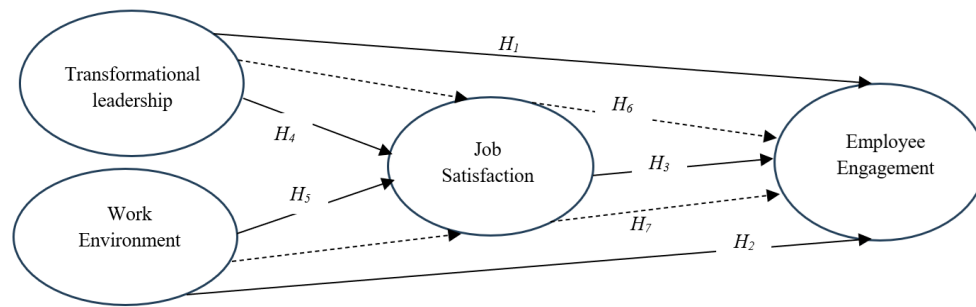 H1
Transformational
leadership
H6
H4
Job
Satisfaction
Employee
Engagement
H3
H5
Work
Environment
H7
H2